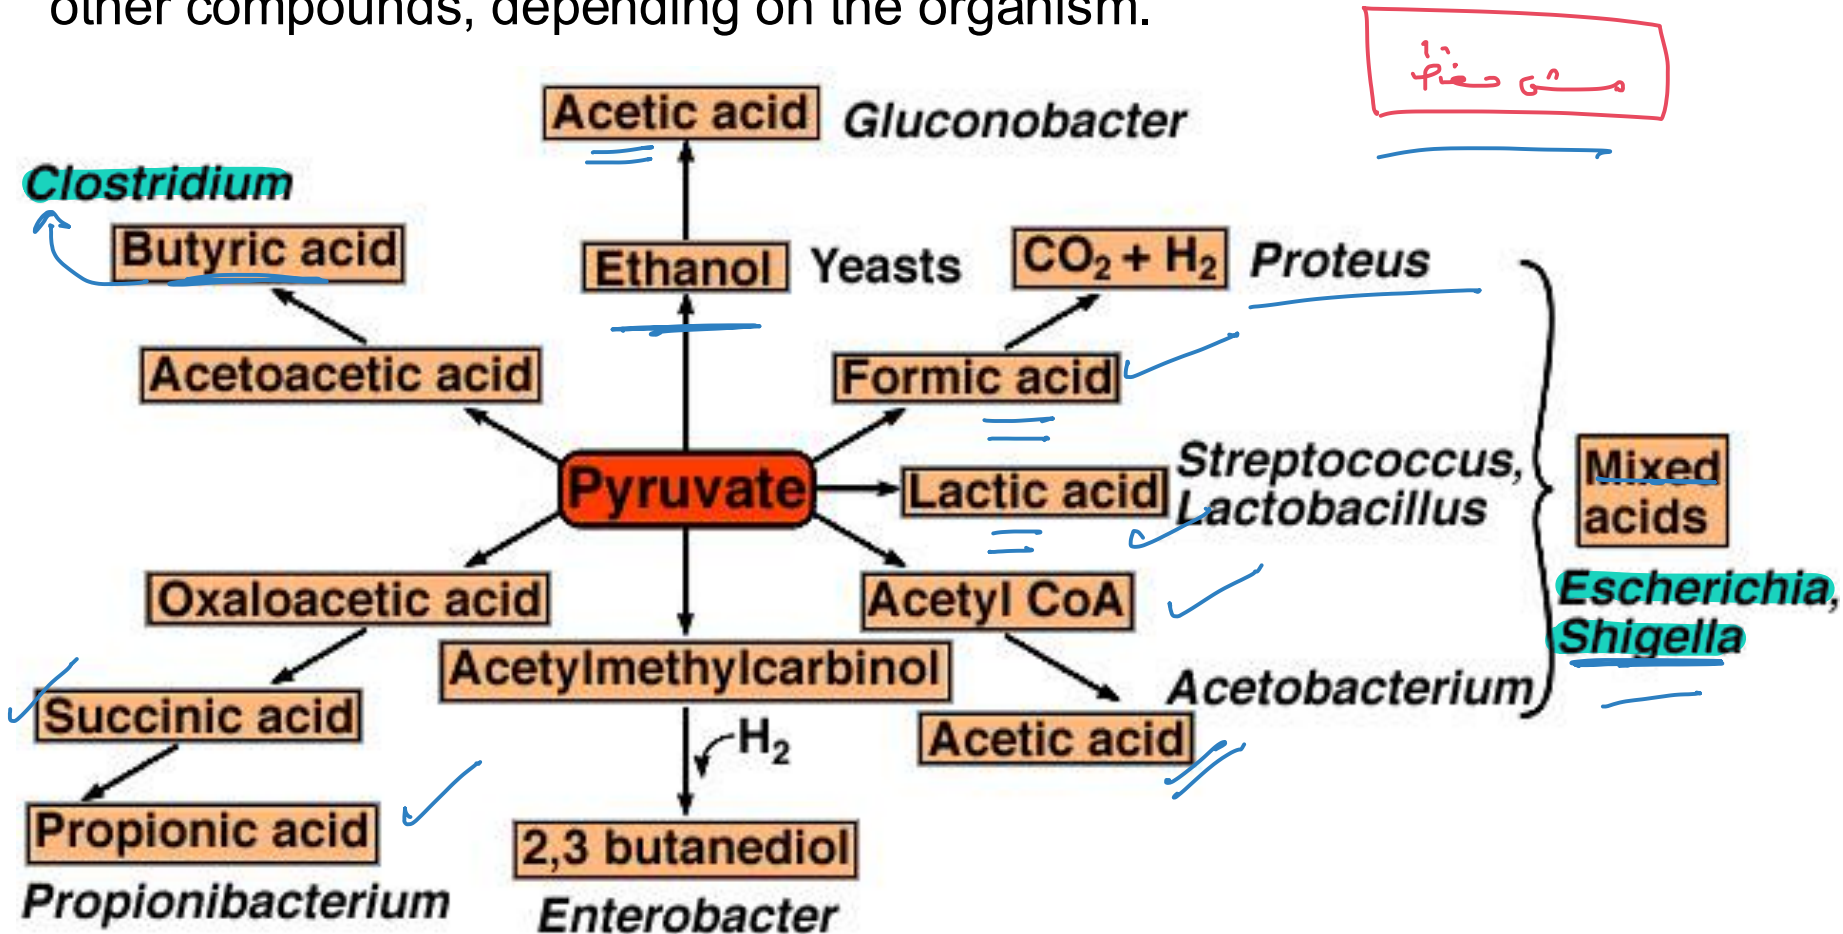 other compounds, depending on the organism.
Acetic acid Gluconobacter
Clostridium
Butyric acid
Ethanol Yeasts
CO₂ + H₂ Proteus
Acetoacetic acid
Formic acid
Pyruvate
Lactic acid
Streptococcus,
Lactobacillus
Mixed
acids
Escherichia,
Shigella
Oxaloacetic acid
Acetyl CoA
Acetylmethylcarbinol
Succinic acid
Acetobacterium
Acetic acid
H₂
Propionic acid
Propionibacterium
2,3 butanediol
Enterobacter